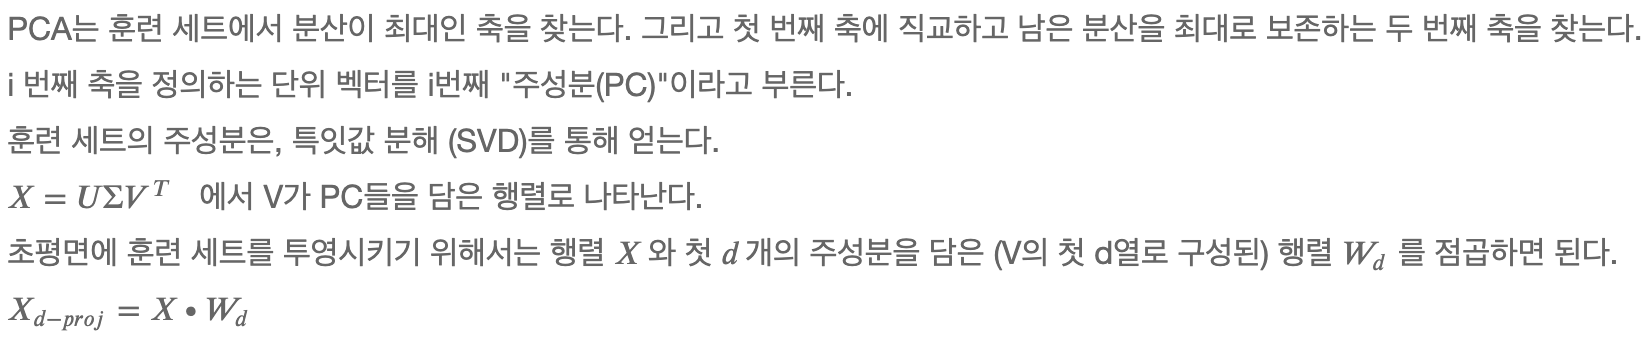 PCA는 훈련 세트에서 분산이 최대인 축을 찾는다. 그리고 첫 번째 축에 직교하고 남은 분산을 최대로 보존하는 두 번째 축을 찾는다.
i 번째 축을 정의하는 단위 벡터를 i번째 "주성분(PC)"이라고 부른다.
훈련 세트의 주성분은, 특잇값 분해 (SVD)를 통해 얻는다.
X = UΣV^T 에서 V가 PC들을 담은 행렬로 나타난다.
초평면에 훈련 세트를 투영시키기 위해서는 행렬 X 와 첫 d 개의 주성분을 담은 (V의 첫 d열로 구성된) 행렬 W_d 를 점곱하면 된다.
X_{d-proj} = X • W_d